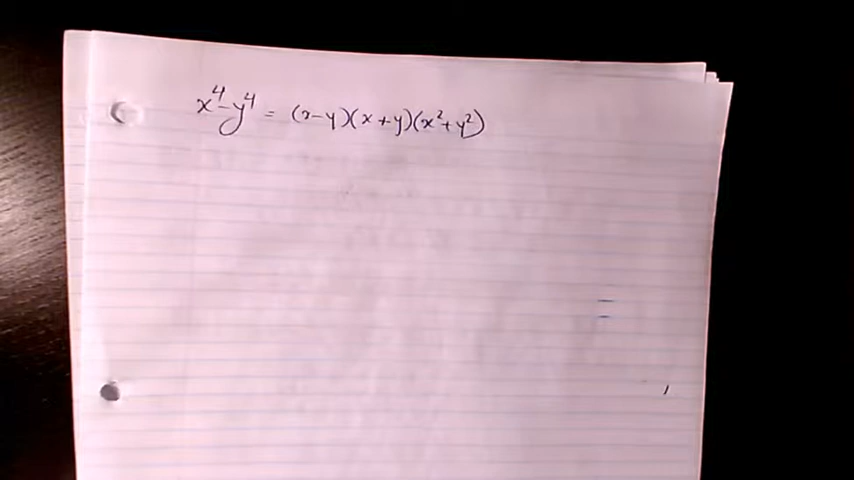 x⁴-y⁴ = (x-y)(x+y)(x²+y²)